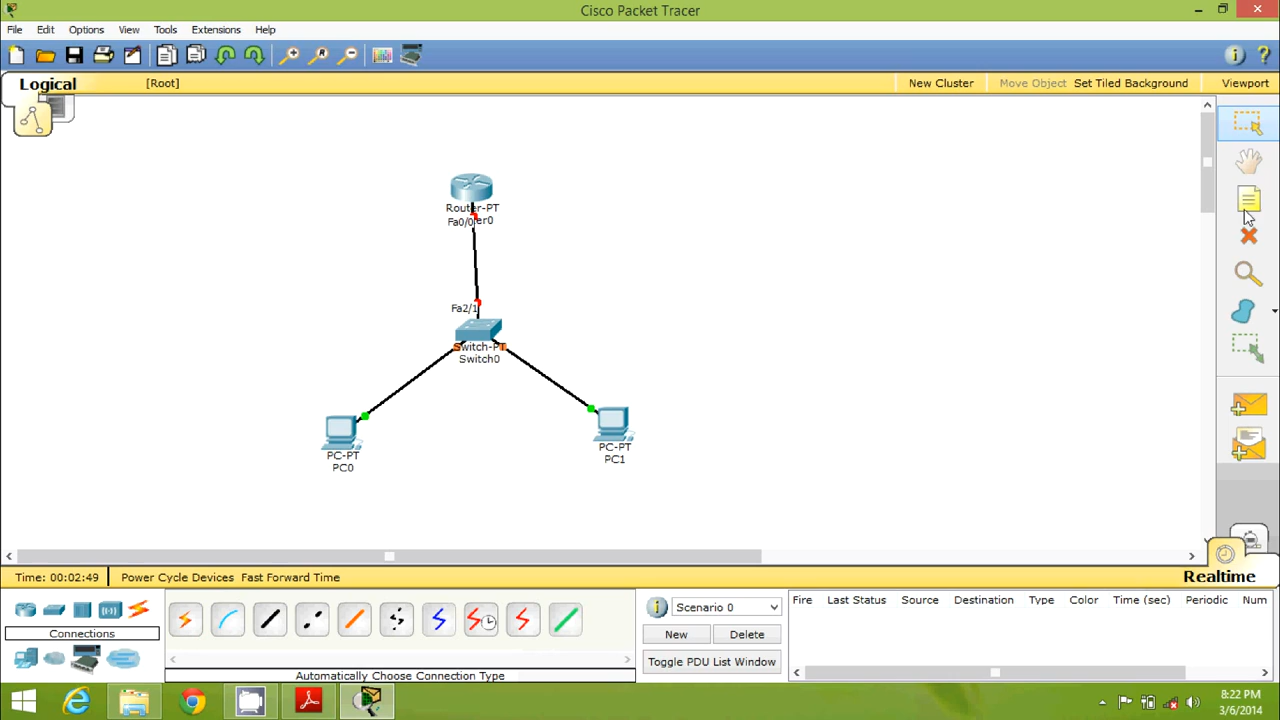 Cisco Packet Tracer
File Edit Options View Tools Extensions Help
Logical
[Root]
New Cluster Move Object Set Tiled Background Viewport
Router-PT
Fa0/0
Fa2/1
Switch-PT
Switch0
PC-PT
PC0
PC-PT
PC1
Time: 00:02:49 Power Cycle Devices Fast Forward Time
Realtime
Connections
Automatically Choose Connection Type
Scenario 0
New Delete
Toggle PDU List Window
Fire Last Status Source Destination Type Color Time (sec) Periodic Num
8:22 PM
3/6/2014